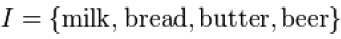 I = {milk, bread, butter, beer}